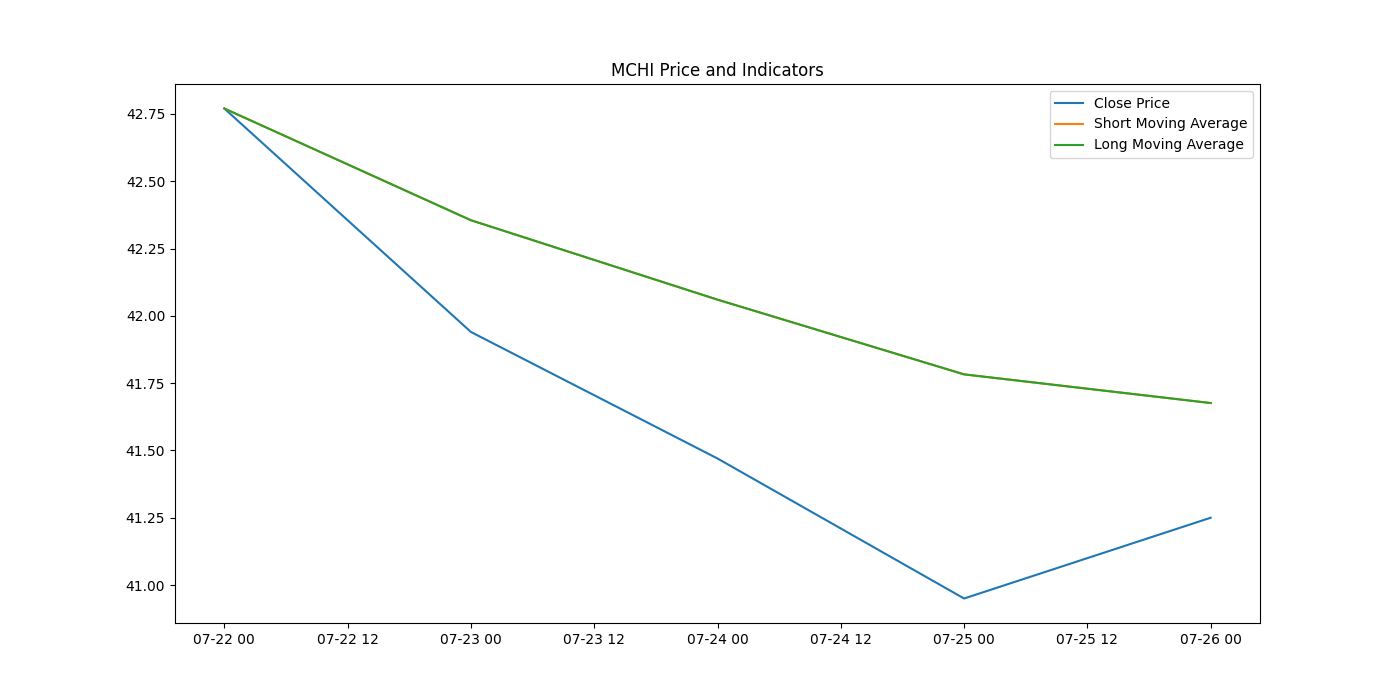 MCHI Price and Indicators
Close Price
Short Moving Average
Long Moving Average
42.75
42.50
42.25
42.00
41.75
41.50
41.25
41.00
07-22 00 07-22 12 07-23 00 07-23 12 07-24 00 07-24 12 07-25 00 07-25 12 07-26 00